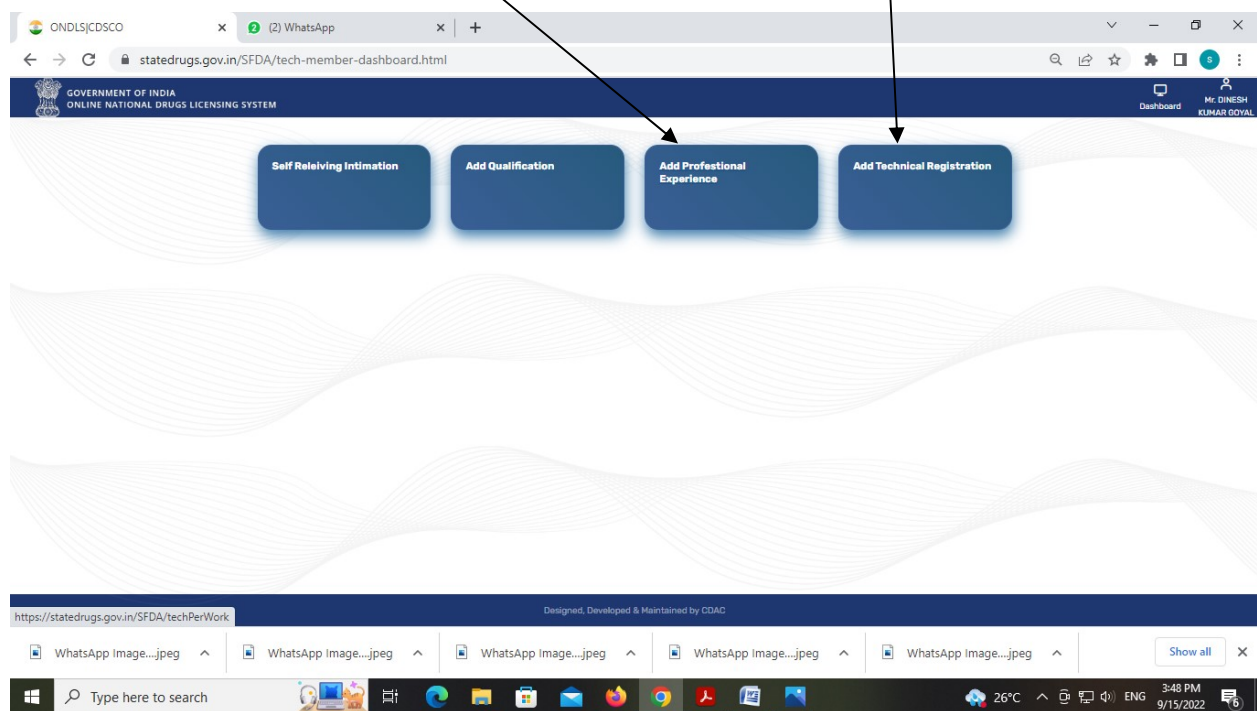 ONDLS|CDSCO
2
(2) WhatsApp
statedrugs.gov.in/SFDA/tech-member-dashboard.html
S
GOVERNMENT OF INDIA
ONLINE NATIONAL DRUGS LICENSING SYSTEM
Dashboard
Mr. DINESH
KUMAR GOYAL
Self Releiving Intimation
Add Qualification
Add Profestional
Experience
Add Technical Registration
Designed, Developed & Maintained by CDAC
https://statedrugs.gov.in/SFDA/techPerWork
WhatsApp Image....jpeg
WhatsApp Image....jpeg
WhatsApp Image....jpeg
WhatsApp Image....jpeg
WhatsApp Image....jpeg
Show all
Type here to search
26°C
ENG
3:48 PM
9/15/2022
6